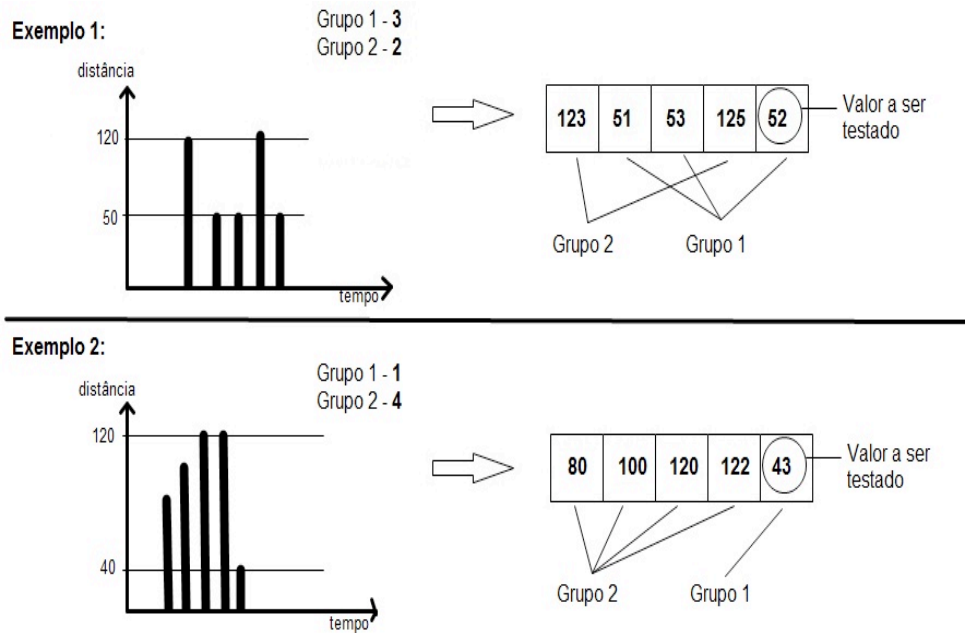 Exemplo 1:
Grupo 1 - 3
Grupo 2 - 2
distância
120
50
tempo
123 51 53 125 52
Valor a ser
testado
Grupo 2 Grupo 1
Exemplo 2:
Grupo 1 - 1
Grupo 2 - 4
distância
120
40
tempo
80 100 120 122 43
Valor a ser
testado
Grupo 2 Grupo 1